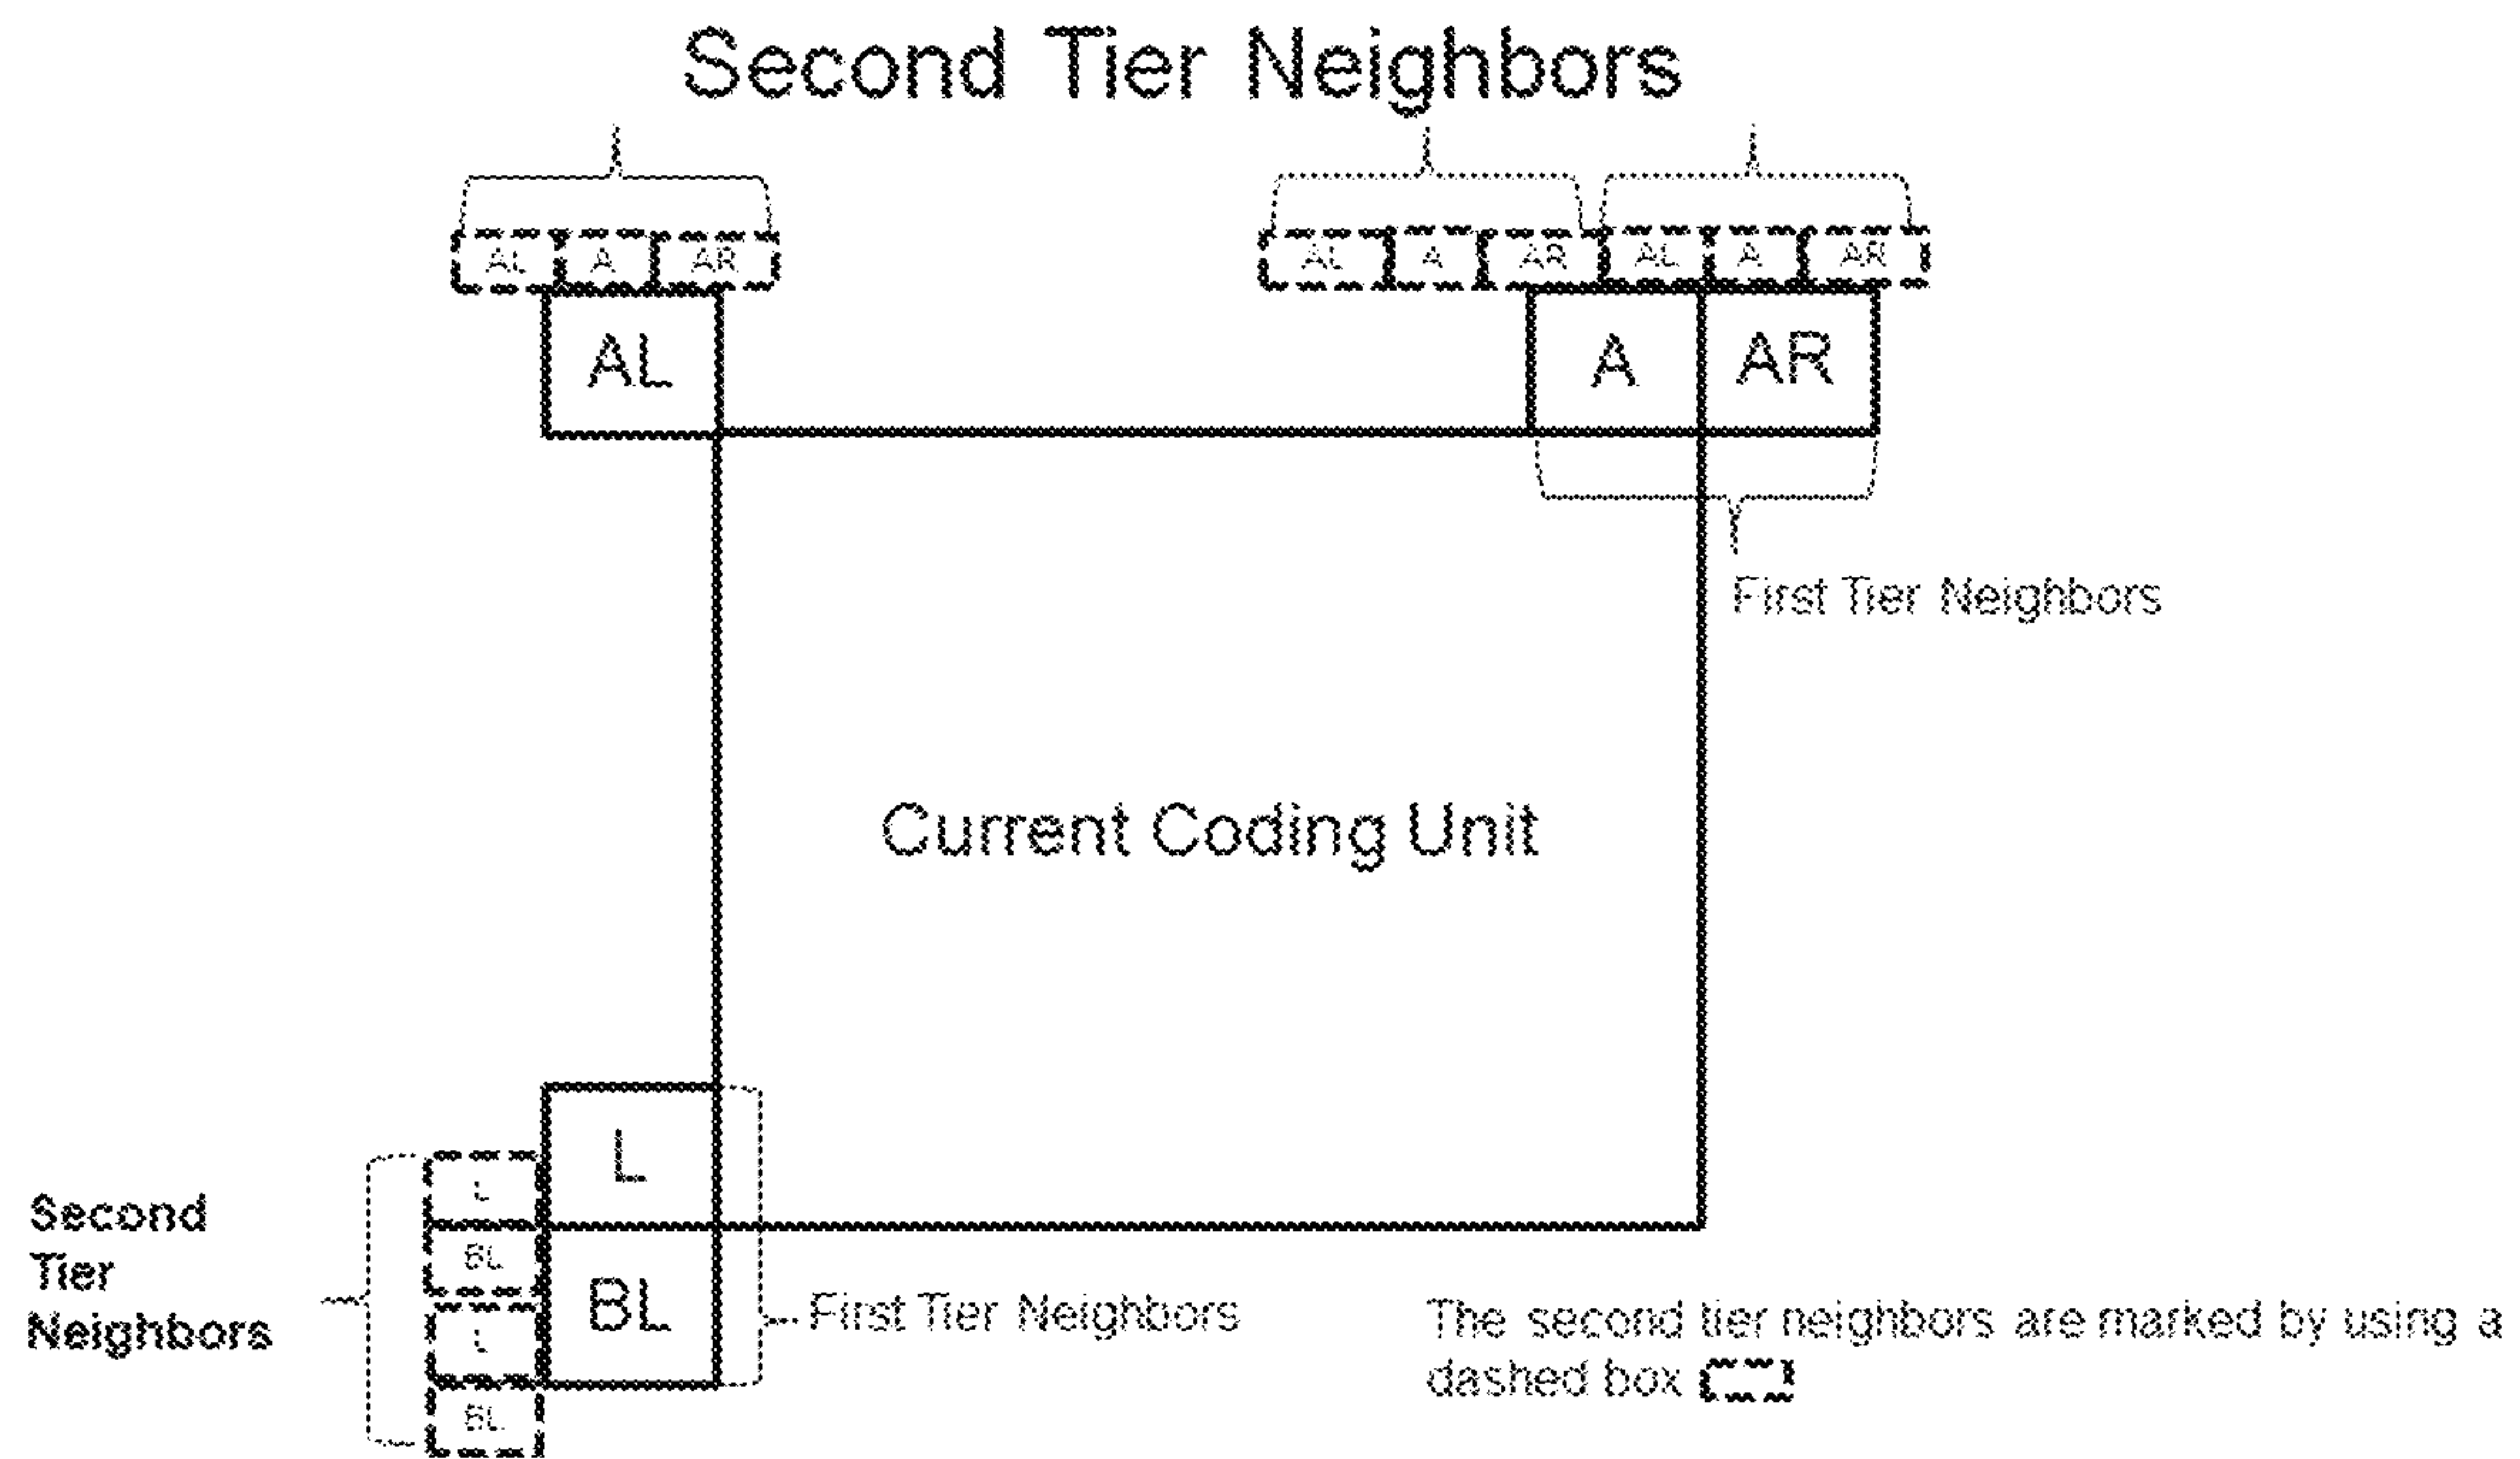 Second Tier Neighbors
AL A AR AL A AR AL A AR
AL A AR
First Tier Neighbors
Current Coding Unit
L
L
Second
Tier
Neighbors
BL
BL
First Tier Neighbors
L
BL
The second tier neighbors are marked by using a
dashed box